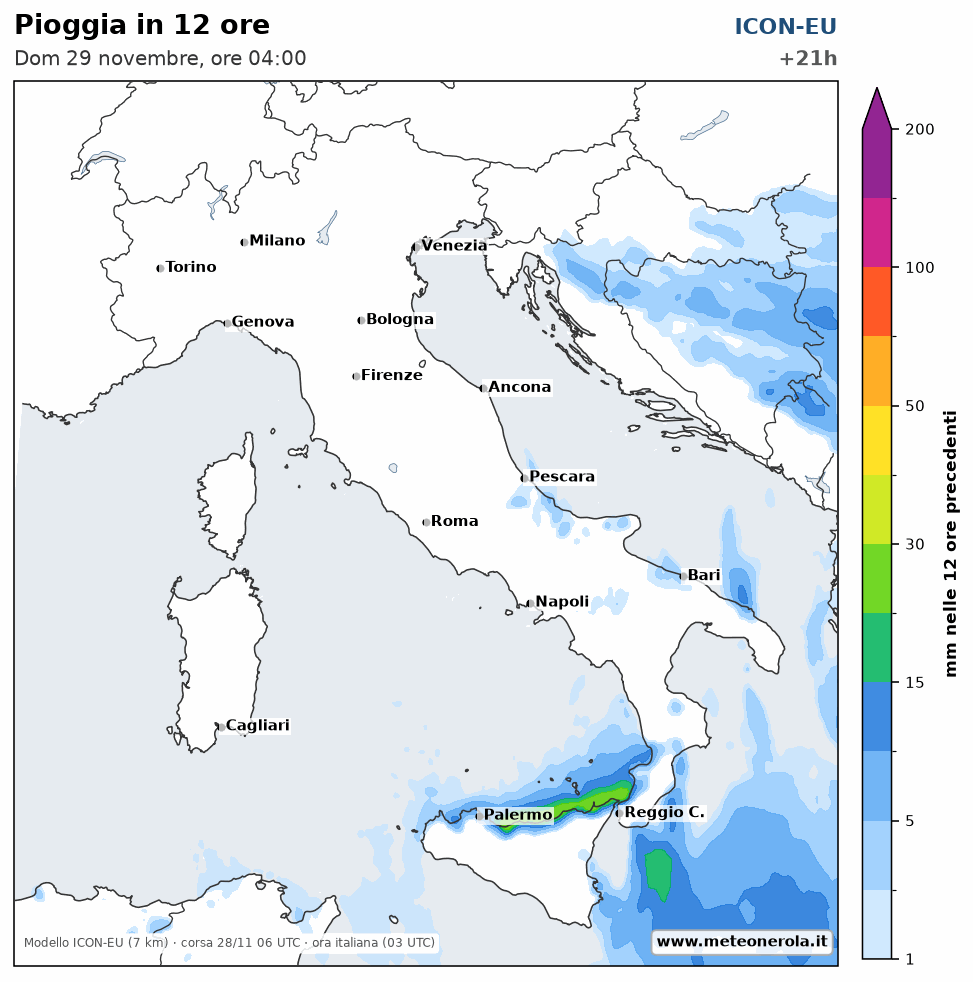 Pioggia in 12 ore
ICON-EU
Dom 29 novembre, ore 04:00
+21h
200
Milano
Venezia
Torino
100
Genova
Bologna
Firenze
Ancona
50
Pescara
Roma
30
Bari
Napoli
mm nelle 12 ore precedenti
15
Cagliari
Palermo
Reggio C.
5
Modello ICON-EU (7 km) · corsa 28/11 06 UTC · ora italiana (03 UTC)
www.meteonerola.it
1